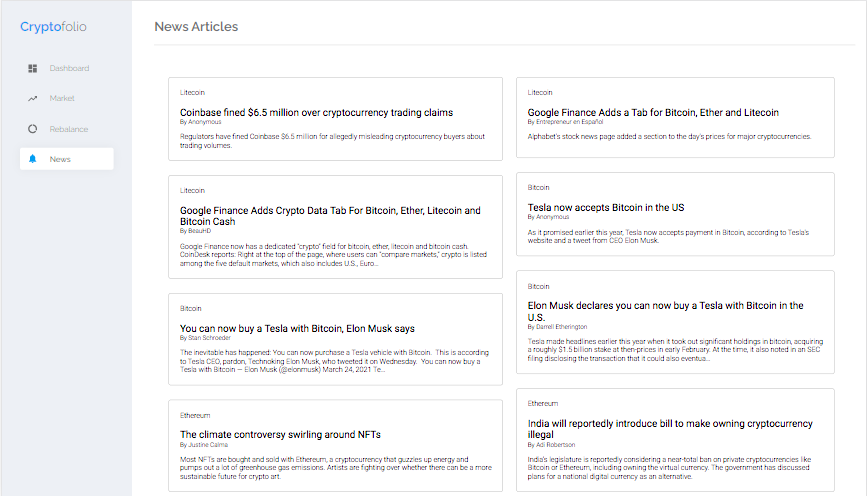 Cryptofolio
Dashboard
Market
Rebalance
News
News Articles
Litecoin
Coinbase fined $6.5 million over cryptocurrency trading claims
By Anonymous
Regulators have fined Coinbase $6.5 million for allegedly misleading cryptocurrency buyers about
trading volumes.
Litecoin
Google Finance Adds Crypto Data Tab For Bitcoin, Ether, Litecoin and
Bitcoin Cash
By BeauHD
Google Finance now has a dedicated "crypto" field for bitcoin, ether, litecoin and bitcoin cash.
CoinDesk reports: Right at the top of the page, where users can "compare markets," crypto is listed
among the five default markets, which also includes U.S., Euro...
Bitcoin
You can now buy a Tesla with Bitcoin, Elon Musk says
By Stan Schroeder
The inevitable has happened: You can now purchase a Tesla vehicle with Bitcoin. This is according
to Tesla CEO, pardon, Technoking Elon Musk, who tweeted it on Wednesday. You can now buy a
Tesla with Bitcoin — Elon Musk (@elonmusk) March 24, 2021 Te...
Ethereum
The climate controversy swirling around NFTs
By Justine Calma
Most NFTs are bought and sold with Ethereum, a cryptocurrency that guzzles up energy and
pumps out a lot of greenhouse gas emissions. Artists are fighting over whether there can be a more
sustainable future for crypto art.
Litecoin
Google Finance Adds a Tab for Bitcoin, Ether and Litecoin
By Entrepreneur en Español
Alphabet's stock news page added a section to the day's prices for major cryptocurrencies.
Bitcoin
Tesla now accepts Bitcoin in the US
By Anonymous
As it promised earlier this year, Tesla now accepts payment in Bitcoin, according to Tesla's
website and a tweet from CEO Elon Musk.
Bitcoin
Elon Musk declares you can now buy a Tesla with Bitcoin in the
U.S.
By Darrell Etherington
Tesla made headlines earlier this year when it took out significant holdings in bitcoin, acquiring
a roughly $1.5 billion stake at then-prices in early February. At the time, it also noted in an SEC
filing disclosing the transaction that it could also eventua...
Ethereum
India will reportedly introduce bill to make owning cryptocurrency
illegal
By Adi Robertson
India's legislature is reportedly considering a near-total ban on private cryptocurrencies like
Bitcoin or Ethereum, including owning the virtual currency. The government has discussed
plans for a national digital currency as an alternative.